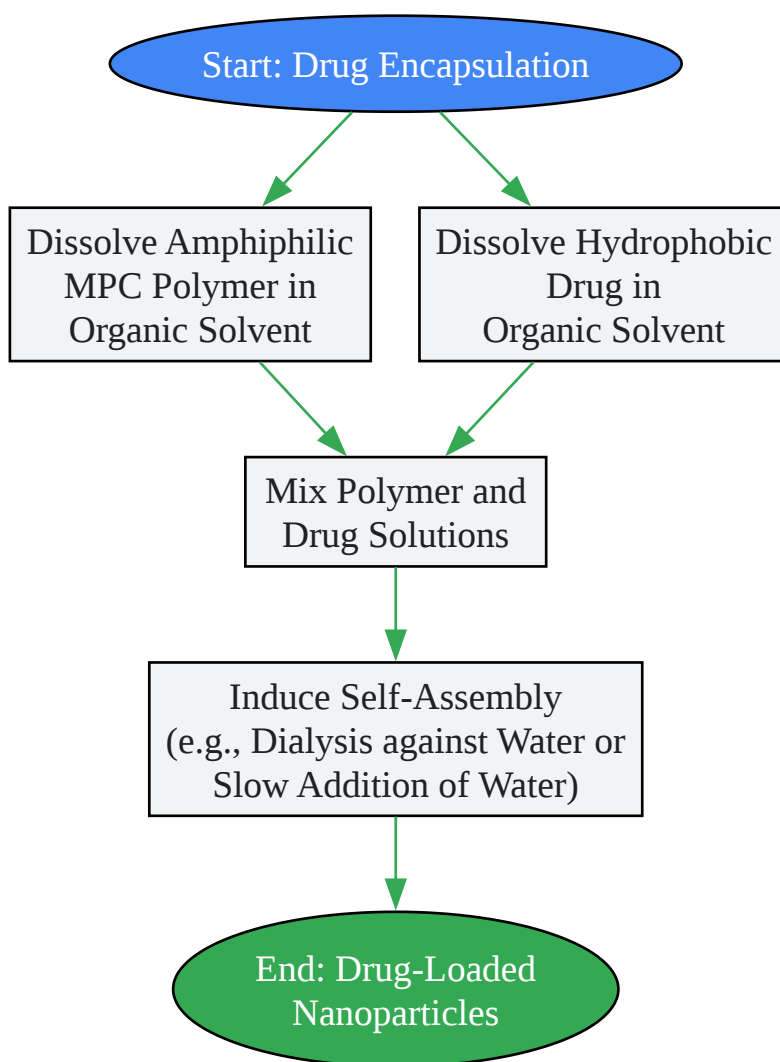 Start: Drug Encapsulation
Dissolve Amphiphilic
MPC Polymer in
Organic Solvent
Dissolve Hydrophobic
Drug in
Organic Solvent
Mix Polymer and
Drug Solutions
Induce Self-Assembly
(e.g., Dialysis against Water or
Slow Addition of Water)
End: Drug-Loaded
Nanoparticles